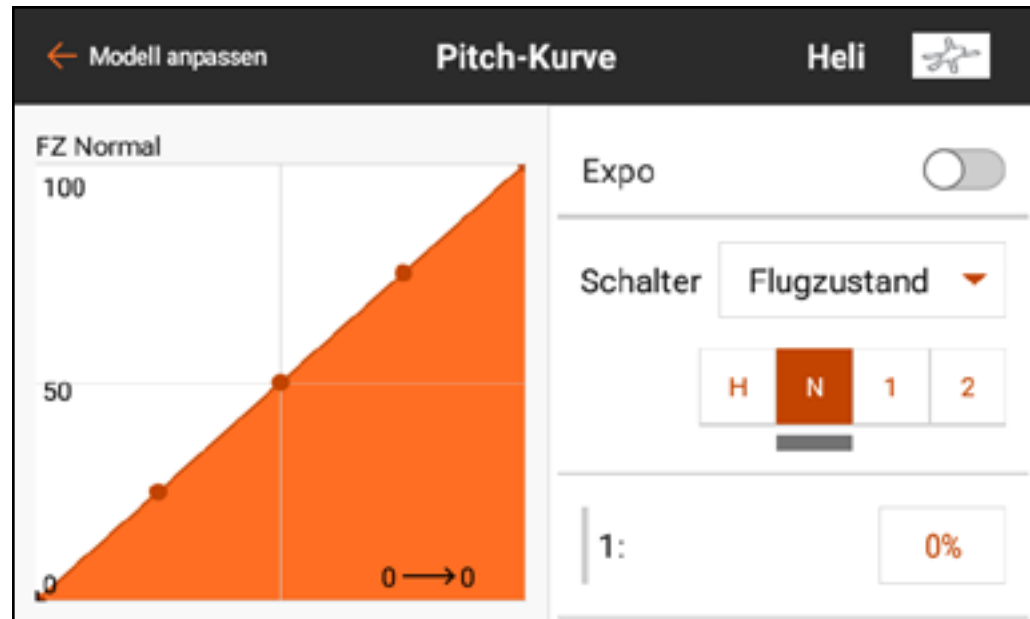 Modell anpassen
Pitch-Kurve
Heli
FZ Normal
100
50
0
0→0
Expo
Schalter
Flugzustand
H N 1 2
1:
0%